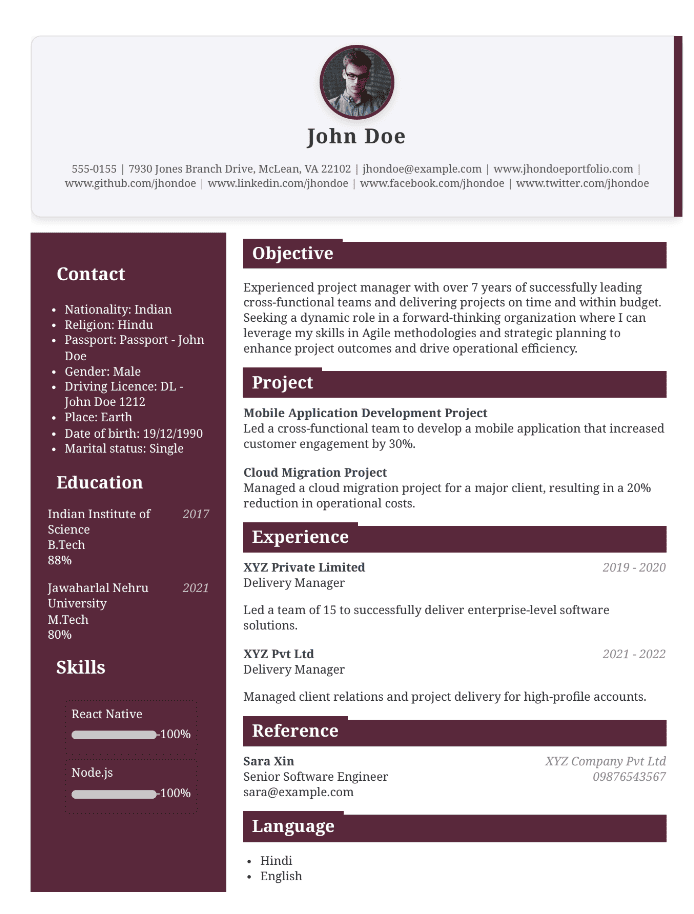 John Doe
555-0155 | 7930 Jones Branch Drive, McLean, VA 22102 | jhondoe@example.com | www.jhondoeportfolio.com |
www.github.com/jhondoe | www.linkedin.com/jhondoe | www.facebook.com/jhondoe | www.twitter.com/jhondoe
Contact
• Nationality: Indian
• Religion: Hindu
• Passport: Passport - John
Doe
• Gender: Male
• Driving Licence: DL -
John Doe 1212
• Place: Earth
• Date of birth: 19/12/1990
• Marital status: Single
Education
Indian Institute of 2017
Science
B.Tech
88%
Jawaharlal Nehru 2021
University
M.Tech
80%
Skills
React Native
100%
Node.js
100%
Objective
Experienced project manager with over 7 years of successfully leading
cross-functional teams and delivering projects on time and within budget.
Seeking a dynamic role in a forward-thinking organization where I can
leverage my skills in Agile methodologies and strategic planning to
enhance project outcomes and drive operational efficiency.
Project
Mobile Application Development Project
Led a cross-functional team to develop a mobile application that increased
customer engagement by 30%.
Cloud Migration Project
Managed a cloud migration project for a major client, resulting in a 20%
reduction in operational costs.
Experience
XYZ Private Limited 2019 - 2020
Delivery Manager
Led a team of 15 to successfully deliver enterprise-level software
solutions.
XYZ Pvt Ltd 2021 - 2022
Delivery Manager
Managed client relations and project delivery for high-profile accounts.
Reference
Sara Xin XYZ Company Pvt Ltd
Senior Software Engineer 09876543567
sara@example.com
Language
• Hindi
• English